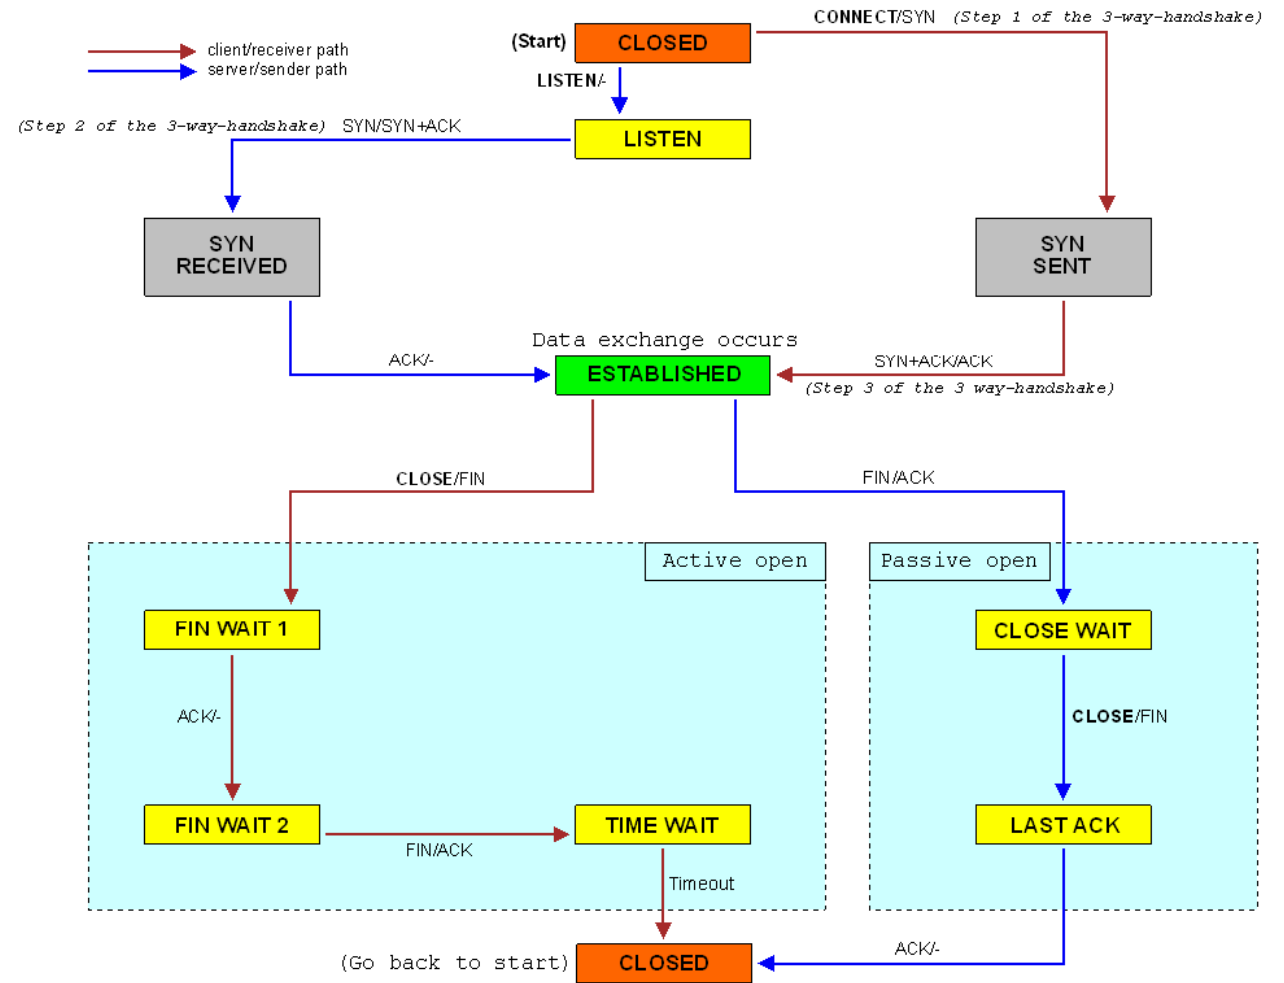 CONNECT/SYN (Step 1 of the 3-way-handshake)
client/receiver path
server/sender path
(Start)
CLOSED
LISTEN/-
(Step 2 of the 3-way-handshake) SYN/SYN+ACK
LISTEN
SYN
RECEIVED
SYN
SENT
Data exchange occurs
ACK/-
ESTABLISHED
SYN+ACK/ACK
(Step 3 of the 3 way-handshake)
CLOSE/FIN
FIN/ACK
Active open
Passive open
FIN WAIT 1
CLOSE WAIT
ACK/-
CLOSE/FIN
FIN WAIT 2
TIME WAIT
LAST ACK
FIN/ACK
Timeout
(Go back to start)
CLOSED
ACK/-